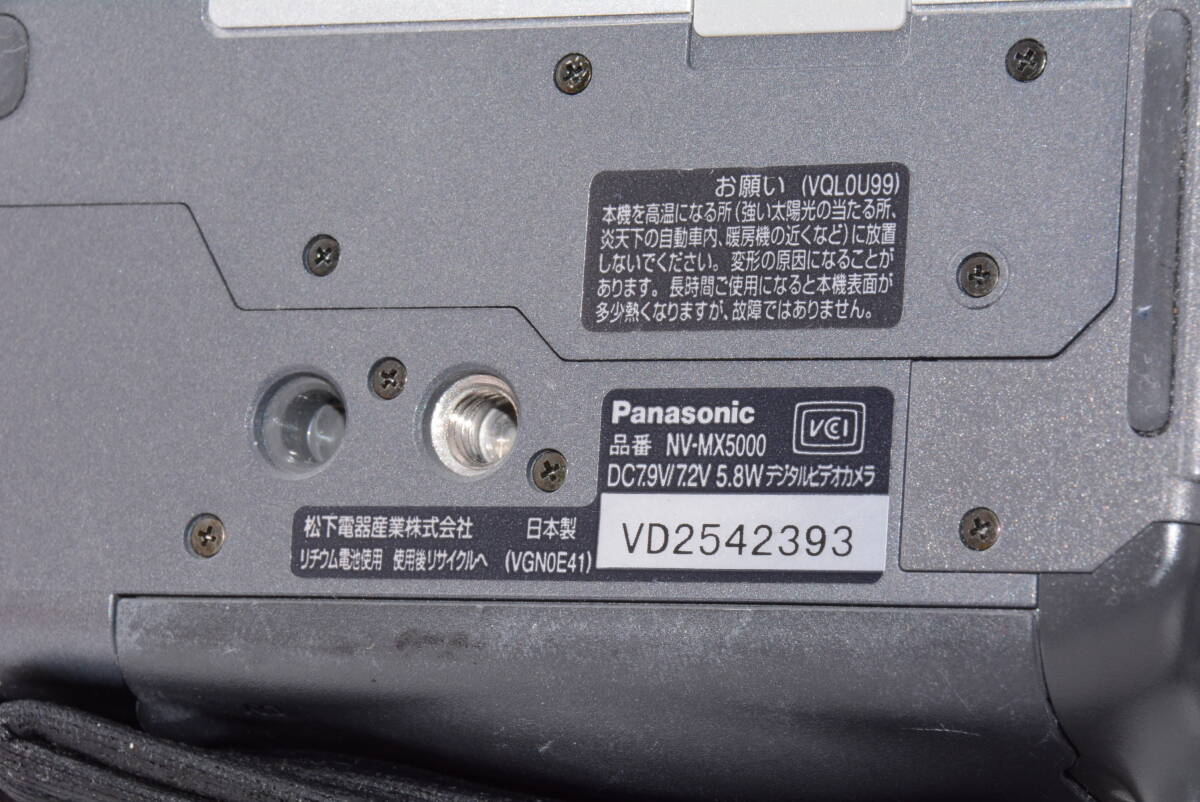 お願い (VQL0U99)
本機を高温になる所(強い太陽光の当たる所、
炎天下の自動車内、暖房機の近くなど)に放置
しないでください。変形の原因になることが
あります。長時間ご使用になると本機表面が
多少熱くなりますが、故障ではありません。
Panasonic
VCI
品番 NV-MX5000
DC7.9V/7.2V 5.8W デジタルビデオカメラ
VD2542393
松下電器産業株式会社 日本製
リチウム電池使用 使用後リサイクルへ (VGN0E41)